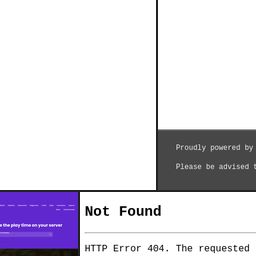 Proudly powered by
Please be advised t
e the play time on your server
Not Found
HTTP Error 404. The requested